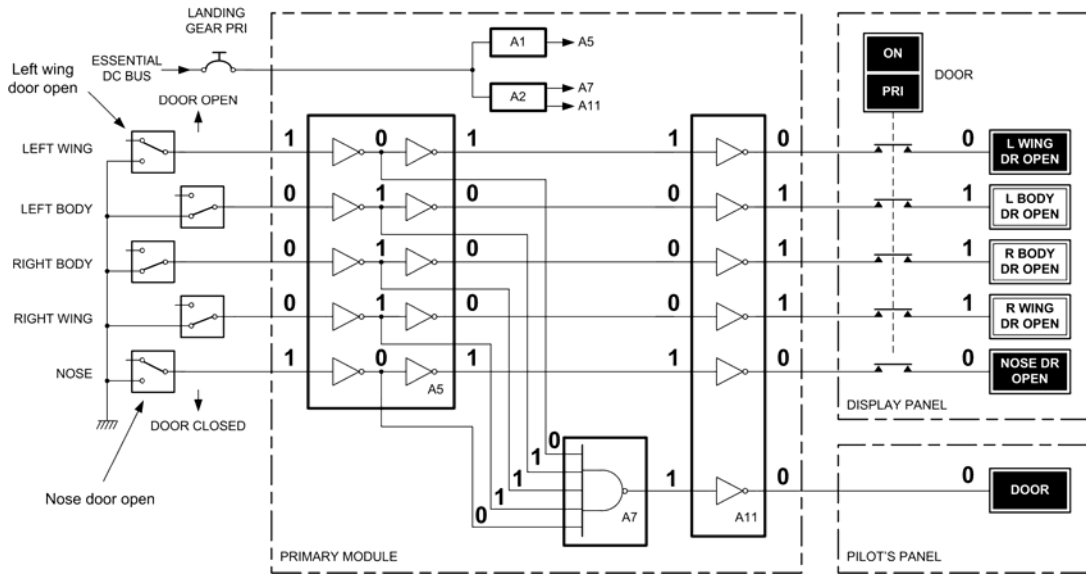 LANDING
GEAR PRI
ESSENTIAL
DC BUS
A1
A5
A2
A7
A11
ON
PRI
DOOR
Left wing
door open
DOOR OPEN
LEFT WING
1
0
1
1
0
0
L WING
DR OPEN
LEFT BODY
0
1
0
0
1
1
L BODY
DR OPEN
RIGHT BODY
0
1
0
0
1
1
R BODY
DR OPEN
RIGHT WING
0
1
0
0
1
1
R WING
DR OPEN
NOSE
1
0
1
1
0
0
NOSE DR
OPEN
A5
DISPLAY PANEL
DOOR CLOSED
Nose door open
0
1
1
1
0
A7
1
A11
0
0
DOOR
PRIMARY MODULE
PILOT'S PANEL